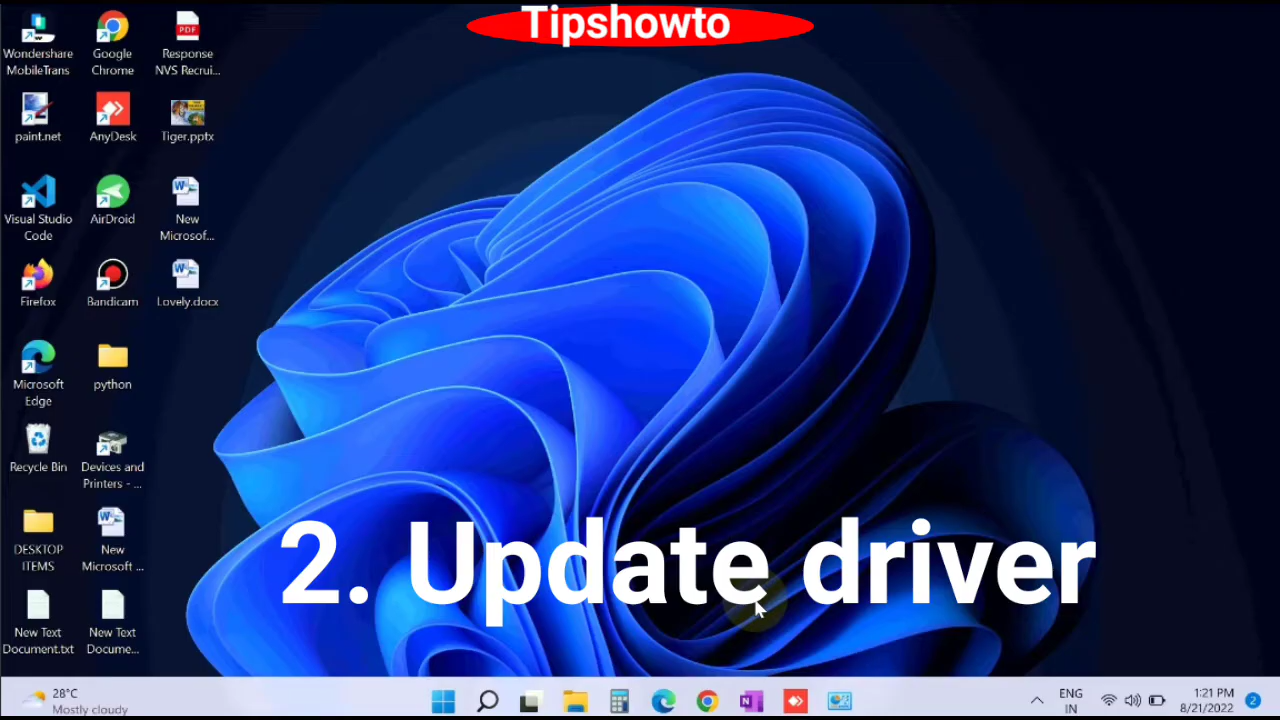 Tipshowto
Wondershare
MobileTrans
Google
Chrome
Response
NVS Recrui...
paint.net
AnyDesk
Tiger.pptx
Visual Studio
Code
AirDroid
New
Microsof...
Firefox
Bandicam
Lovely.docx
Microsoft
Edge
python
Recycle Bin
Devices and
Printers - ...
DESKTOP
ITEMS
New
Microsoft ...
New Text
Document.txt
New Text
Docume...
2. Update driver
28°C
Mostly cloudy
ENG
IN
1:21 PM
8/21/2022
2